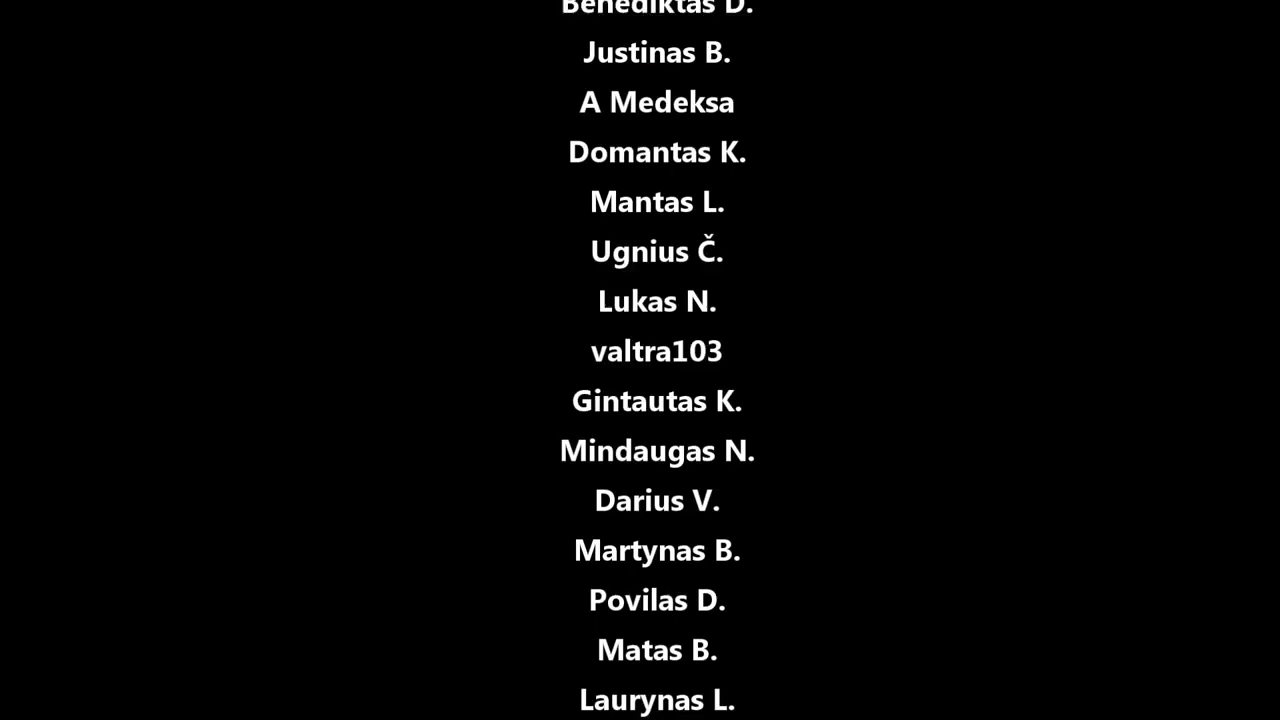 Benediktas D.
Justinas B.
A Medeksa
Domantas K.
Mantas L.
Ugnius Č.
Lukas N.
valtra103
Gintautas K.
Mindaugas N.
Darius V.
Martynas B.
Povilas D.
Matas B.
Laurynas L.